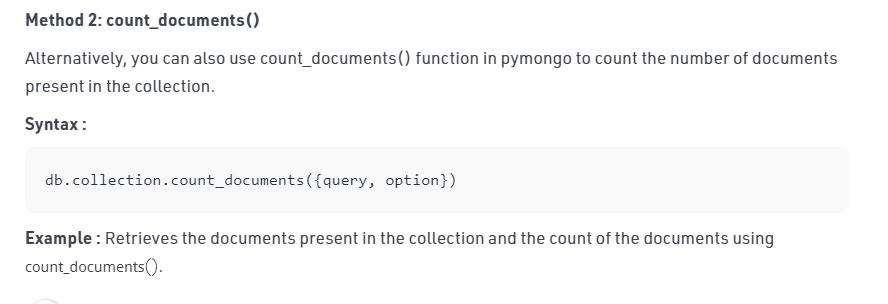 Method 2: count_documents()
Alternatively, you can also use count_documents() function in pymongo to count the number of documents
present in the collection.
Syntax :
db.collection.count_documents({query, option})
Example : Retrieves the documents present in the collection and the count of the documents using
count_documents().